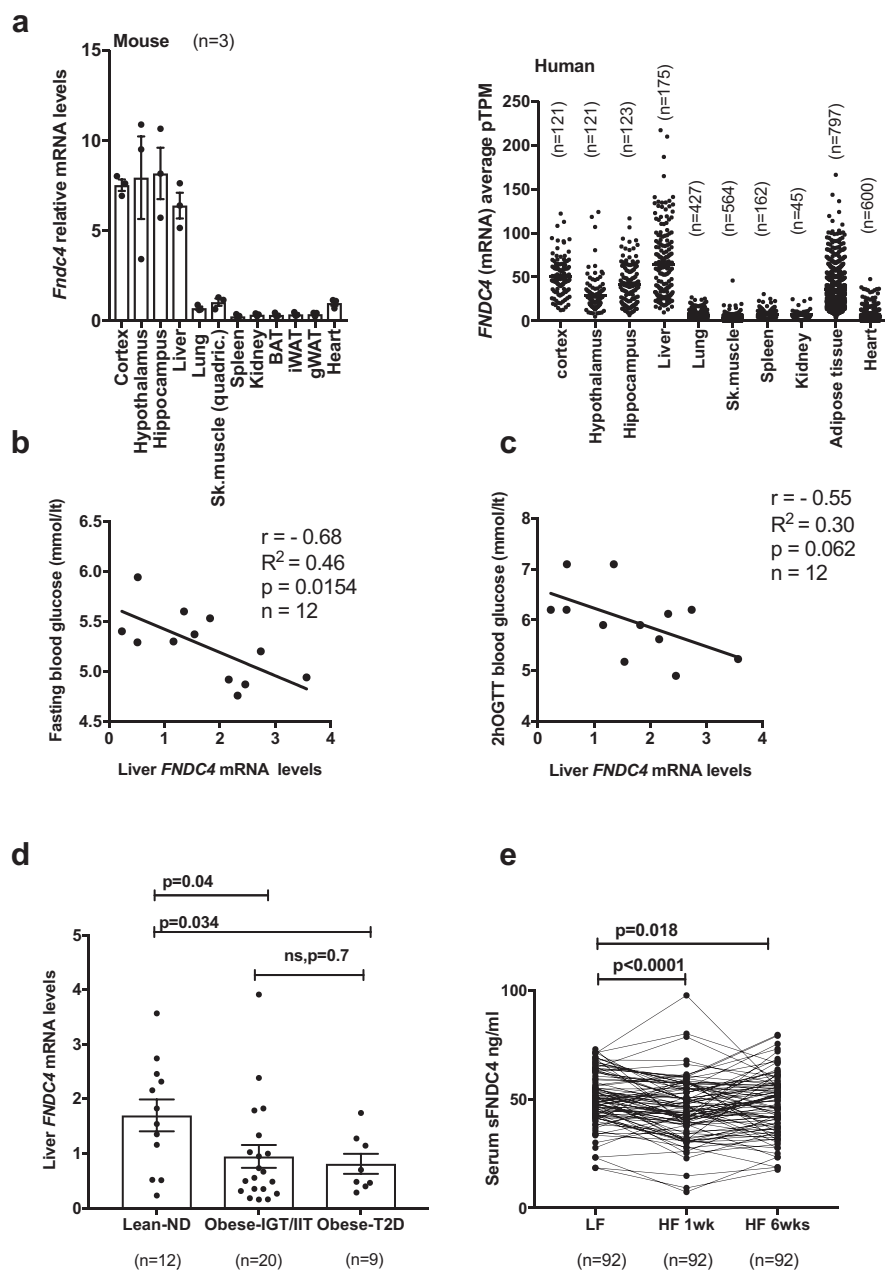 a
Mouse (n=3)
Fndc4 relative mRNA levels
15
10
5
0
Cortex
Hypothalamus
Hippocampus
Liver
Lung
Sk.muscle (quadric.)
Spleen
Kidney
BAT
iWAT
gWAT
Heart
Human
FNDC4 (mRNA) average pTPM
250
200
150
100
50
0
(n=121)
(n=121)
(n=123)
(n=175)
(n=427)
(n=564)
(n=162)
(n=45)
(n=797)
(n=600)
cortex
Hypothalamus
Hippocampus
Liver
Lung
Sk.muscle
Spleen
Kidney
Adipose tissue
Heart
b
Fasting blood glucose (mmol/lt)
6.5
6.0
5.5
5.0
4.5
r = - 0.68
R² = 0.46
p = 0.0154
n = 12
0 1 2 3 4
Liver FNDC4 mRNA levels
c
2hOGTT blood glucose (mmol/lt)
8
7
6
5
4
r = - 0.55
R² = 0.30
p = 0.062
n = 12
0 1 2 3 4
Liver FNDC4 mRNA levels
d
p=0.04
p=0.034
ns,p=0.7
Liver FNDC4 mRNA levels
5
4
3
2
1
0
Lean-ND Obese-IGT/IIT Obese-T2D
(n=12) (n=20) (n=9)
e
p=0.018
p<0.0001
Serum sFNDC4 ng/ml
100
50
0
LF HF 1wk HF 6wks
(n=92) (n=92) (n=92)